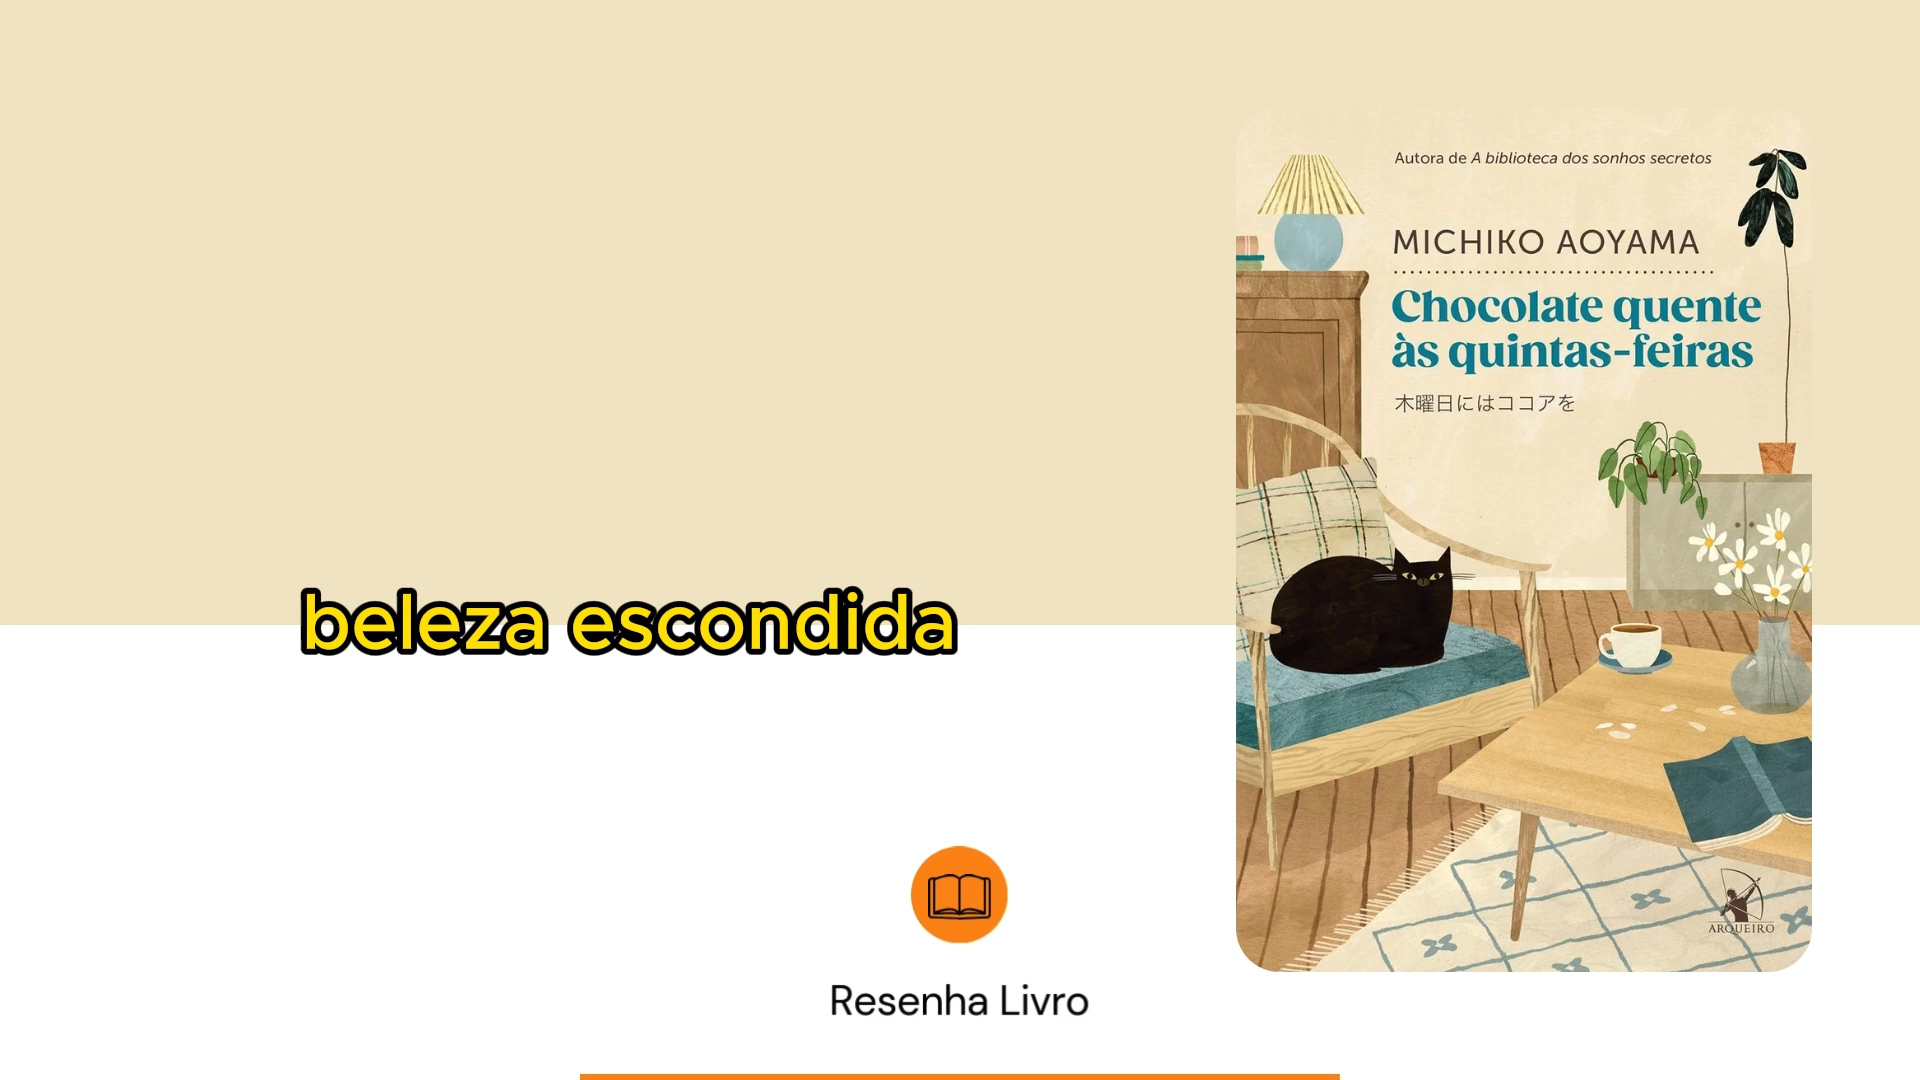 Autora de A biblioteca dos sonhos secretos
MICHIKO AOYAMA
Chocolate quente
às quintas-feiras
木曜日にはココアを
beleza escondida
ARQUEIRO
Resenha Livro